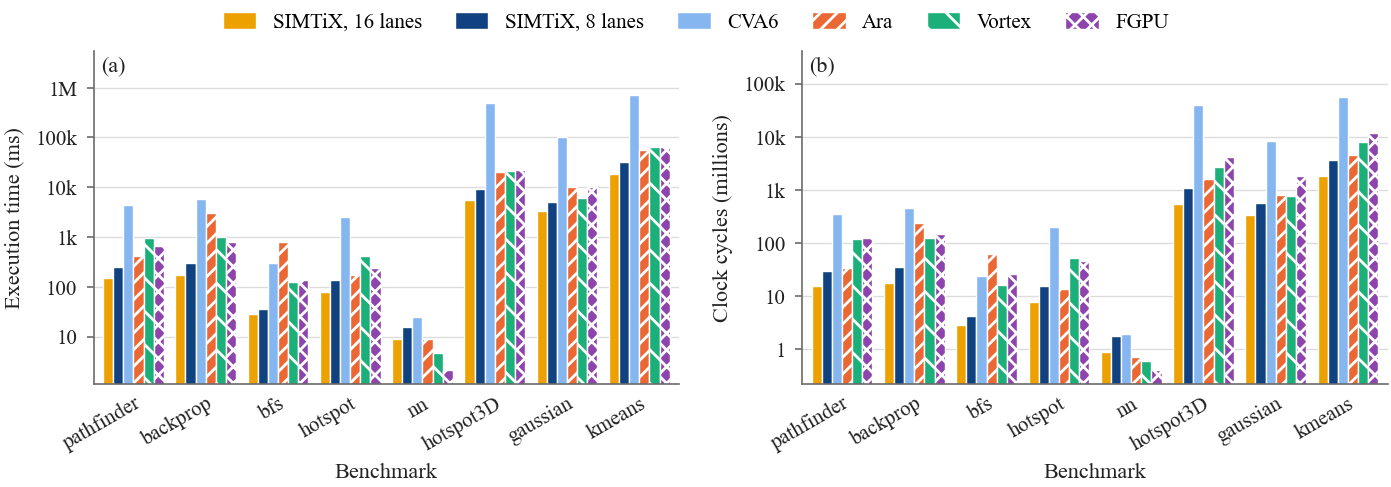 SIMTiX, 16 lanes SIMTiX, 8 lanes CVA6 Ara Vortex FGPU
(a)
Execution time (ms)
1M
100k
10k
1k
100
10
pathfinder
backprop
bfs
hotspot
nn
hotspot3D
gaussian
kmeans
Benchmark
(b)
Clock cycles (millions)
100k
10k
1k
100
10
1
pathfinder
backprop
bfs
hotspot
nn
hotspot3D
gaussian
kmeans
Benchmark